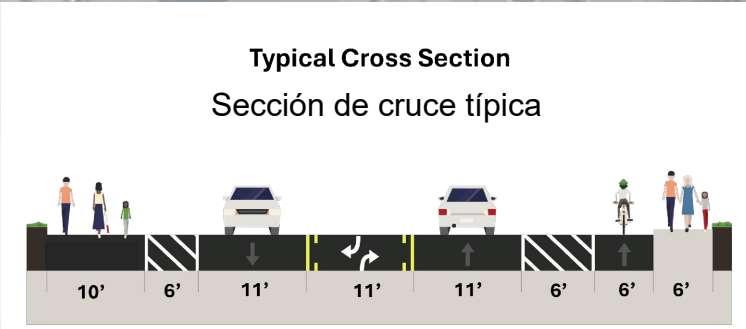 Typical Cross Section
Sección de cruce típica
10’ 6’ 11’ 11’ 11’ 6’ 6’ 6’